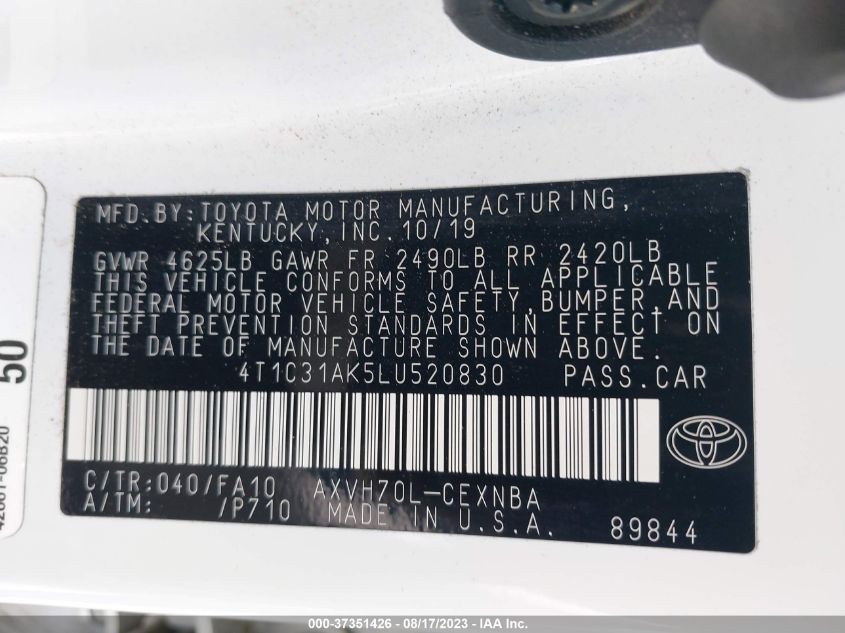 MFD. BY: TOYOTA MOTOR MANUFACTURING,
KENTUCKY, INC. 10/19
GVWR 4625LB GAWR FR 2490LB RR 2420LB
THIS VEHICLE CONFORMS TO ALL APPLICABLE
FEDERAL MOTOR VEHICLE SAFETY, BUMPER, AND
THEFT PREVENTION STANDARDS IN EFFECT ON
THE DATE OF MANUFACTURE SHOWN ABOVE.
4T1C31AK5LU520830 PASS. CAR
C/TR: 040/FA10 AXVH70L-CEXNBA
A/TM: /P710 MADE IN U.S.A.
89844
50
000-37351426 - 08/17/2023 - IAA Inc.